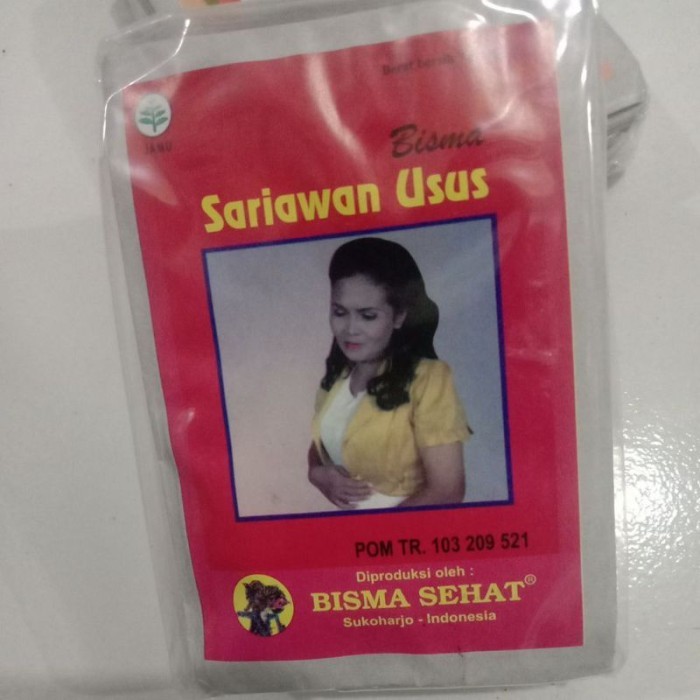 JAMU
Bisma
Sariawan Usus
POM TR. 103 209 521
Diproduksi oleh :
BISMA SEHAT®
Sukoharjo - Indonesia